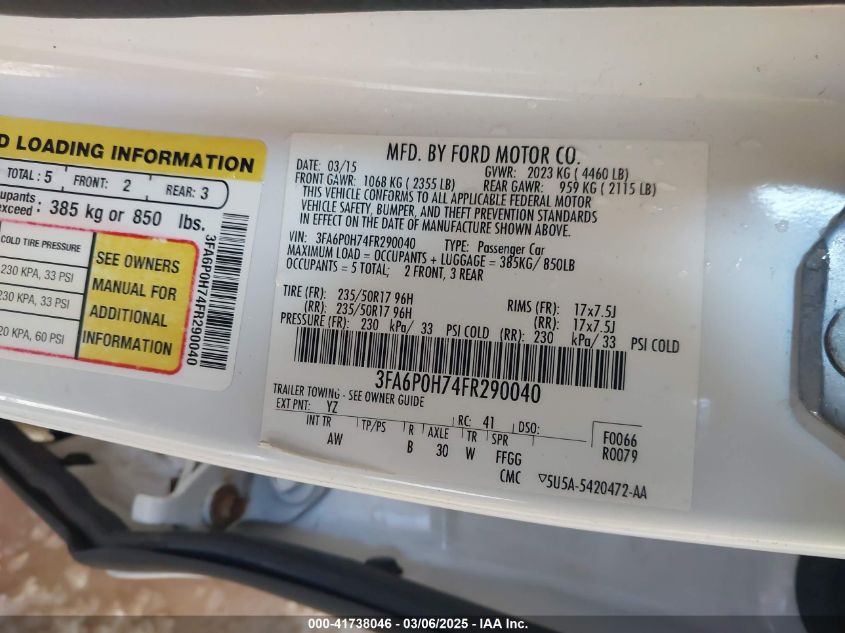 D LOADING INFORMATION
TOTAL: 5 FRONT: 2 REAR: 3
upants
exceed: 385 kg or 850 lbs.
COLD TIRE PRESSURE
230 KPA, 33 PSI
230 KPA, 33 PSI
20 KPA, 60 PSI
SEE OWNERS
MANUAL FOR
ADDITIONAL
INFORMATION
3FA6P0H74FR290040
MFD. BY FORD MOTOR CO.
DATE: 03/15 GVWR: 2023 KG ( 4460 LB)
FRONT GAWR: 1068 KG ( 2355 LB) REAR GAWR: 959 KG ( 2115 LB)
THIS VEHICLE CONFORMS TO ALL APPLICABLE FEDERAL MOTOR
VEHICLE SAFETY, BUMPER, AND THEFT PREVENTION STANDARDS
IN EFFECT ON THE DATE OF MANUFACTURE SHOWN ABOVE.
VIN: 3FA6P0H74FR290040 TYPE: Passenger Car
MAXIMUM LOAD = OCCUPANTS + LUGGAGE = 385KG/ 850LB
OCCUPANTS = 5 TOTAL; 2 FRONT, 3 REAR
TIRE (FR): 235/50R17 96H RIMS (FR): 17x7.5J
(RR): 235/50R17 96H (RR): 17x7.5J
PRESSURE (FR): 230 kPa/ 33 PSI COLD (RR): 230 kPa/33 PSI COLD
3FA6P0H74FR290040
TRAILER TOWING - SEE OWNER GUIDE
EXT PNT: YZ RC: 41 DSO: F0066
INT TR TP/PS R AXLE TR SPR R0079
AW B 30 W FFGG
CMC ▽5U5A-5420472-AA
000-41738046 — 03/06/2025 — IAA Inc.